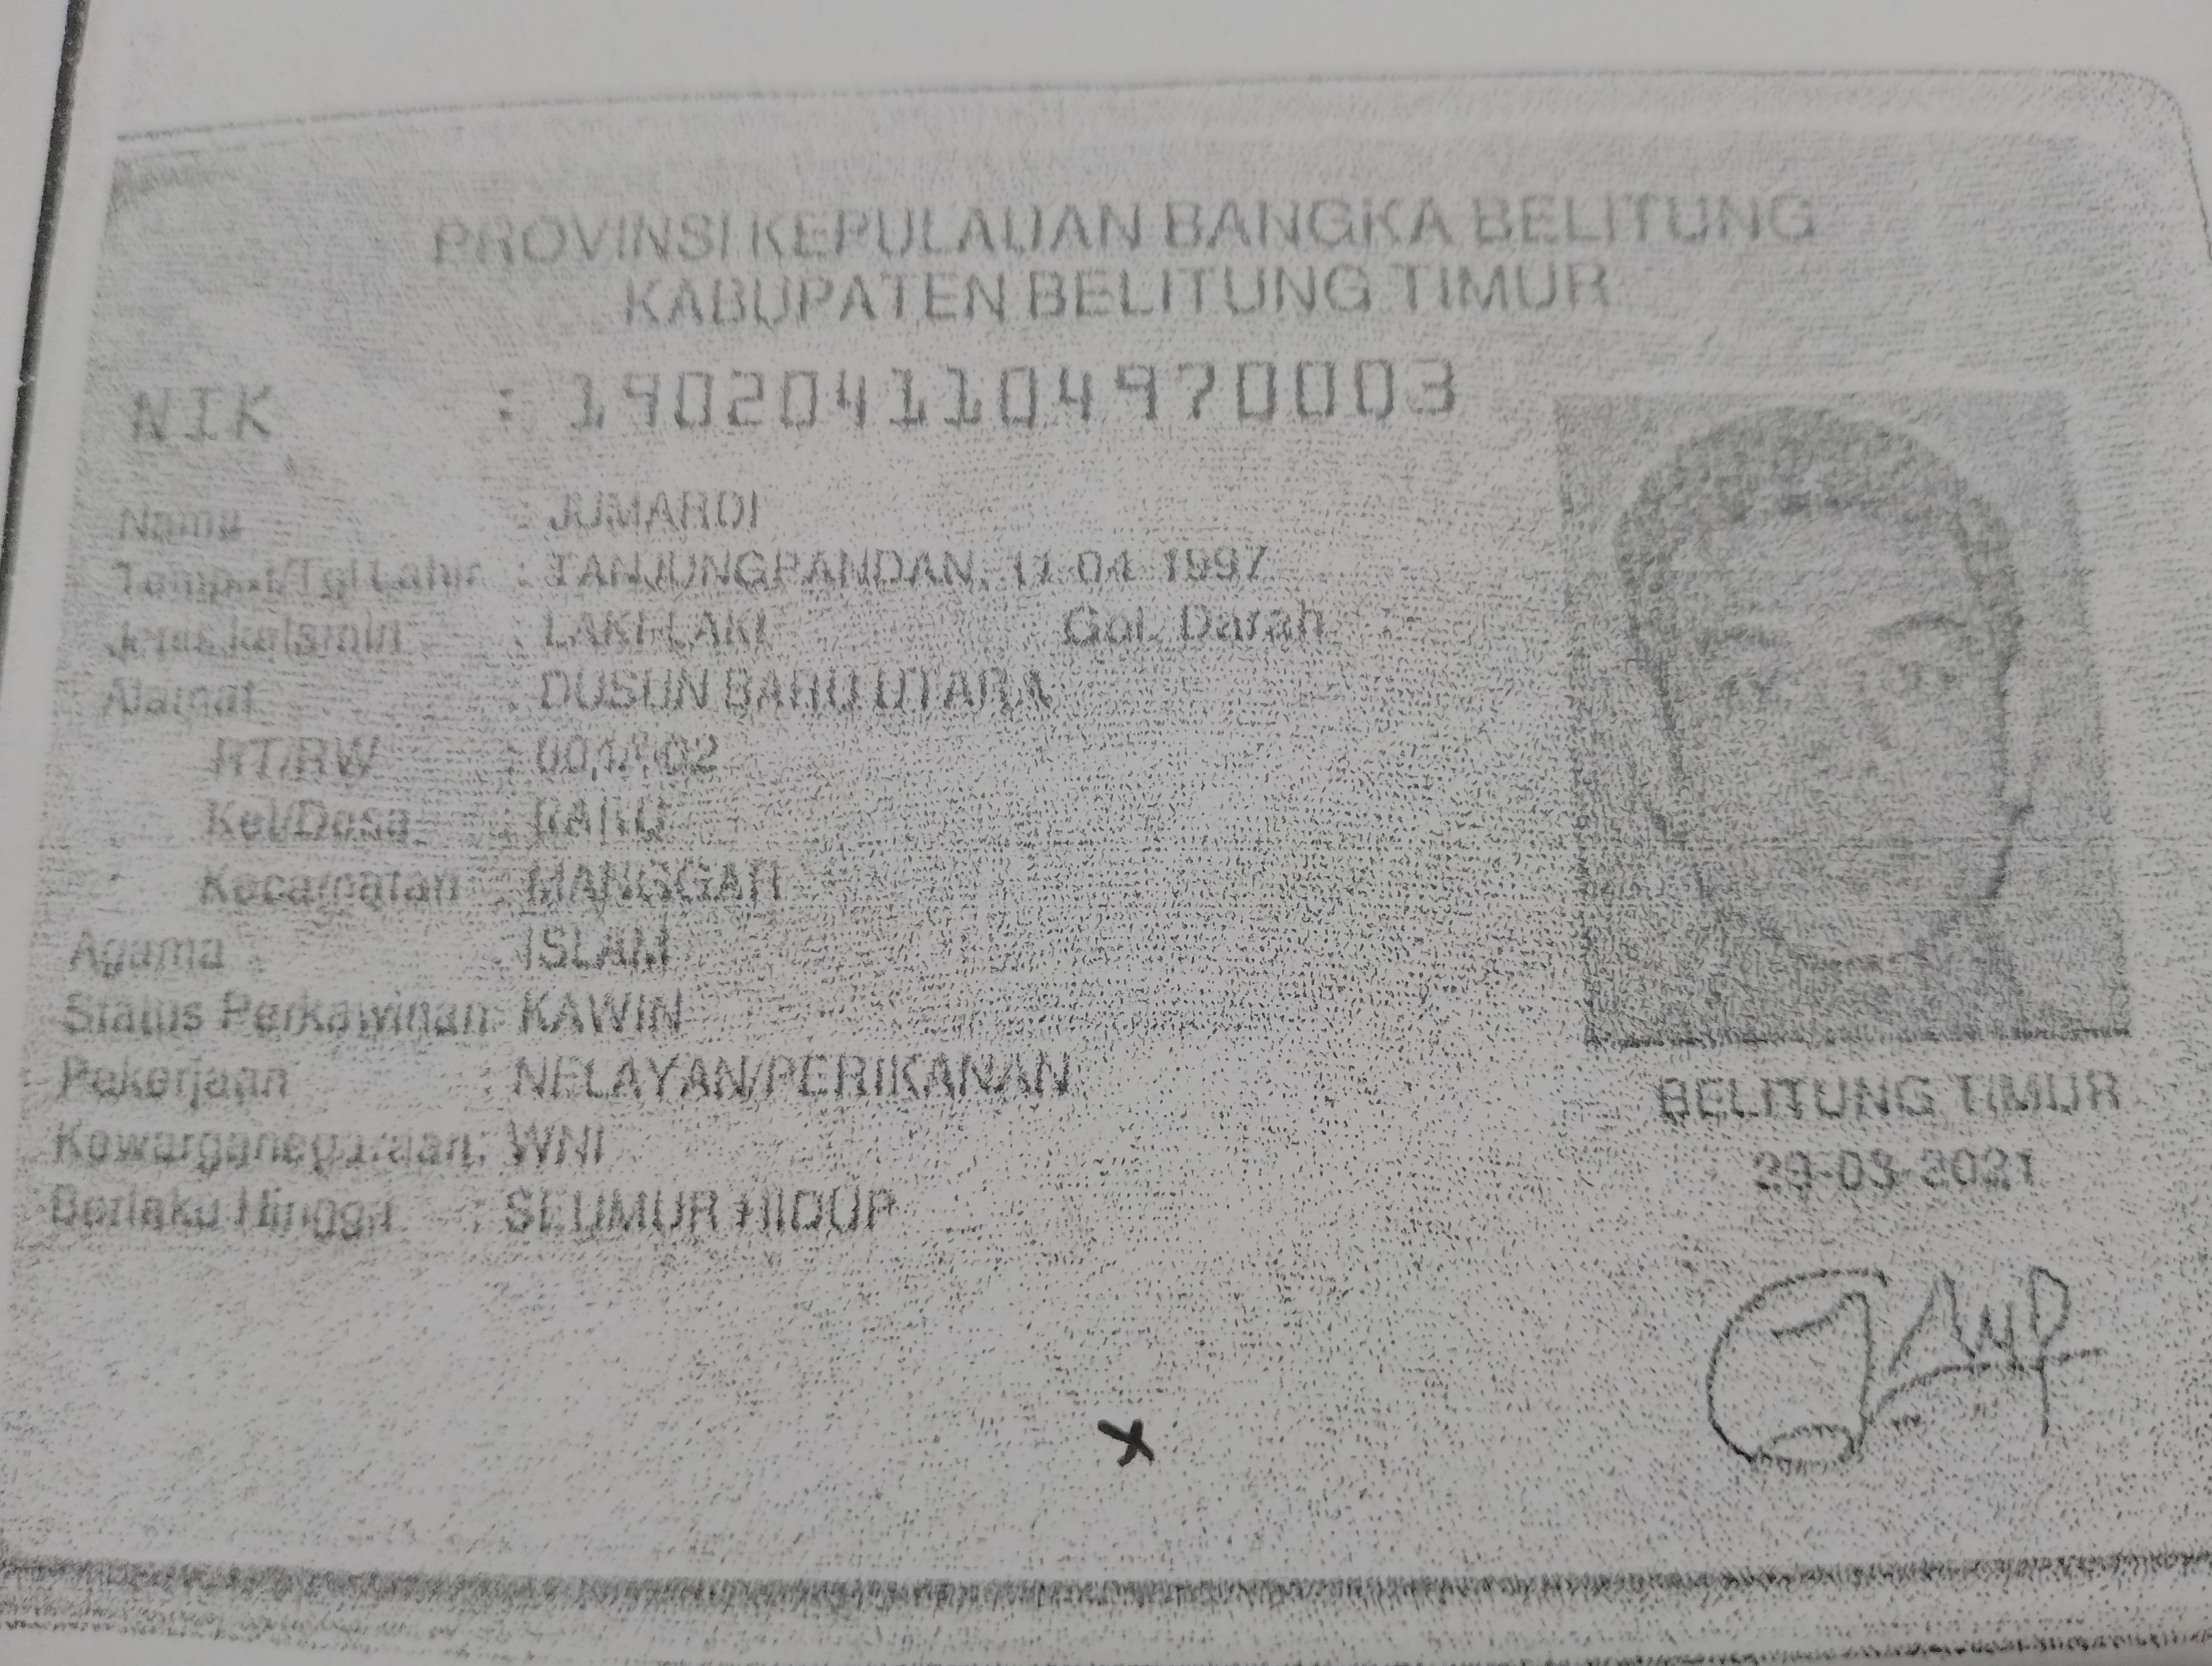 PROVINSI KEPULAUAN BANGKA BELITUNG
KABUPATEN BELITUNG TIMUR
NIK : 1902041104970003
Nama : JUMARDI
Tempat/Tgl Lahir : TANJUNGPANDAN, 11-04-1997
Jenis kelamin : LAKI-LAKI Gol. Darah
Alamat : DUSUN BARU UTARA
RT/RW : 001/002
Kel/Desa : BARU
Kecamatan : MANGGAR
Agama : ISLAM
Status Perkawinan: KAWIN
Pekerjaan : NELAYAN/PERIKANAN
Kewarganegaraan: WNI
Berlaku Hingga : SEUMUR HIDUP
BELITUNG TIMUR
29-03-2021